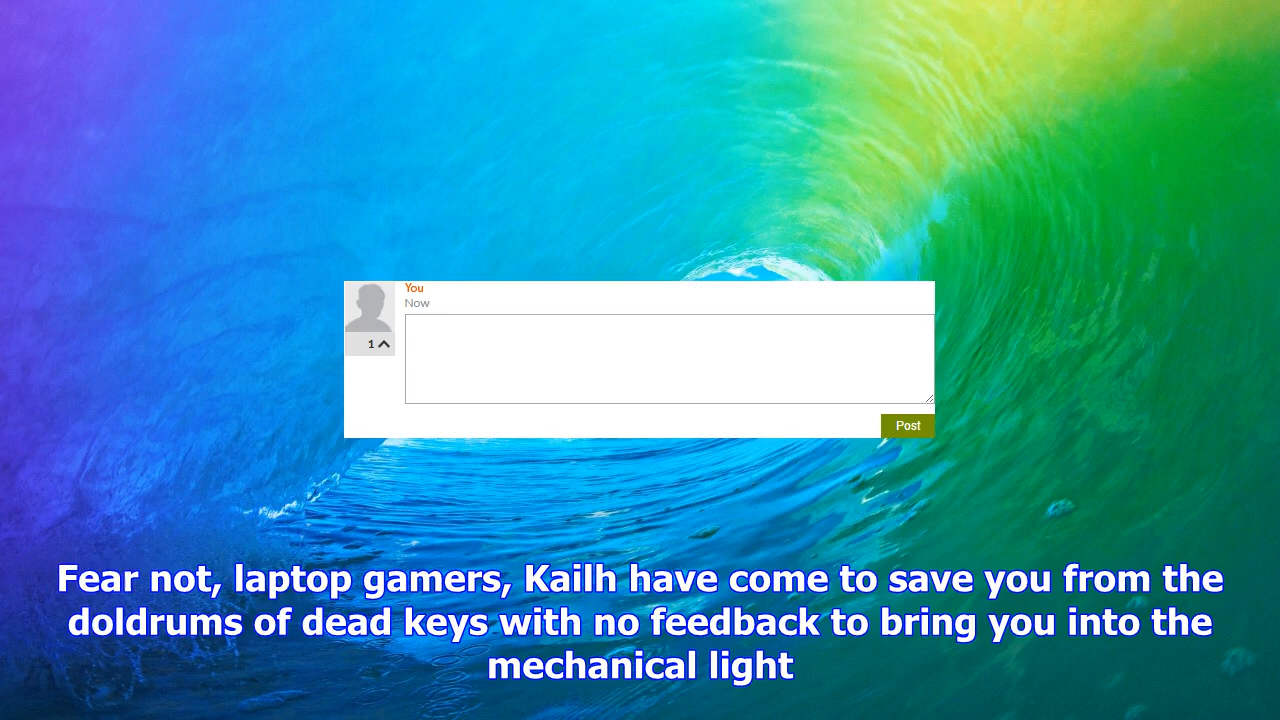 You
Now
1
Post
Fear not, laptop gamers, Kailh have come to save you from the
doldrums of dead keys with no feedback to bring you into the
mechanical light